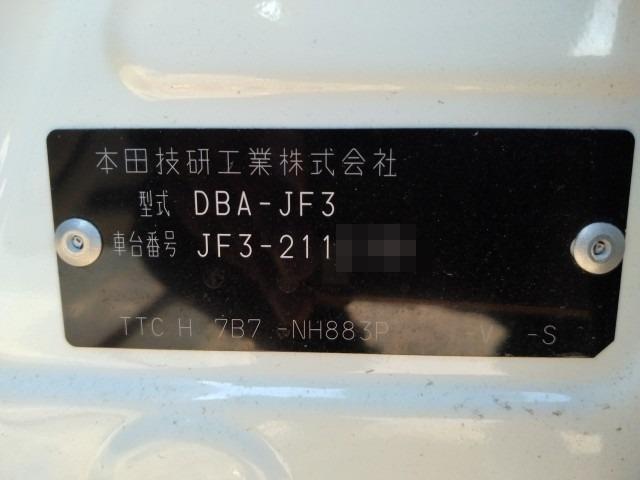 本田技研工業株式会社
型式 DBA-JF3
車台番号 JF3-211
TTC H 7B7 -NH883P -V -S